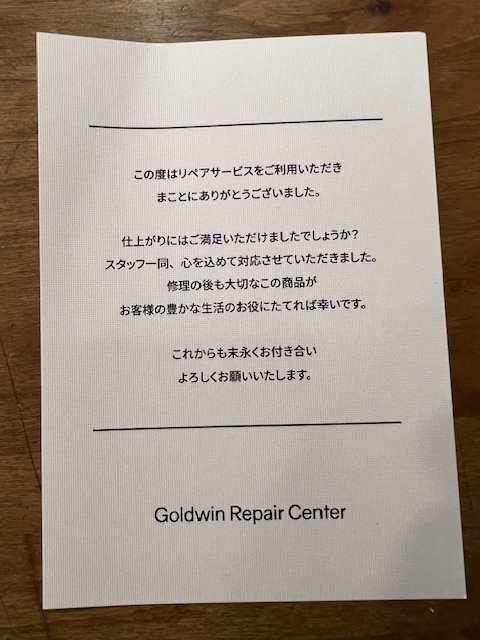 この度はリペアサービスをご利用いただき
まことにありがとうございました。
仕上がりにはご満足いただけましたでしょうか?
スタッフ一同、心を込めて対応させていただきました。
修理の後も大切なこの商品が
お客様の豊かな生活のお役にたてれば幸いです。
これからも末永くお付き合い
よろしくお願いいたします。
Goldwin Repair Center